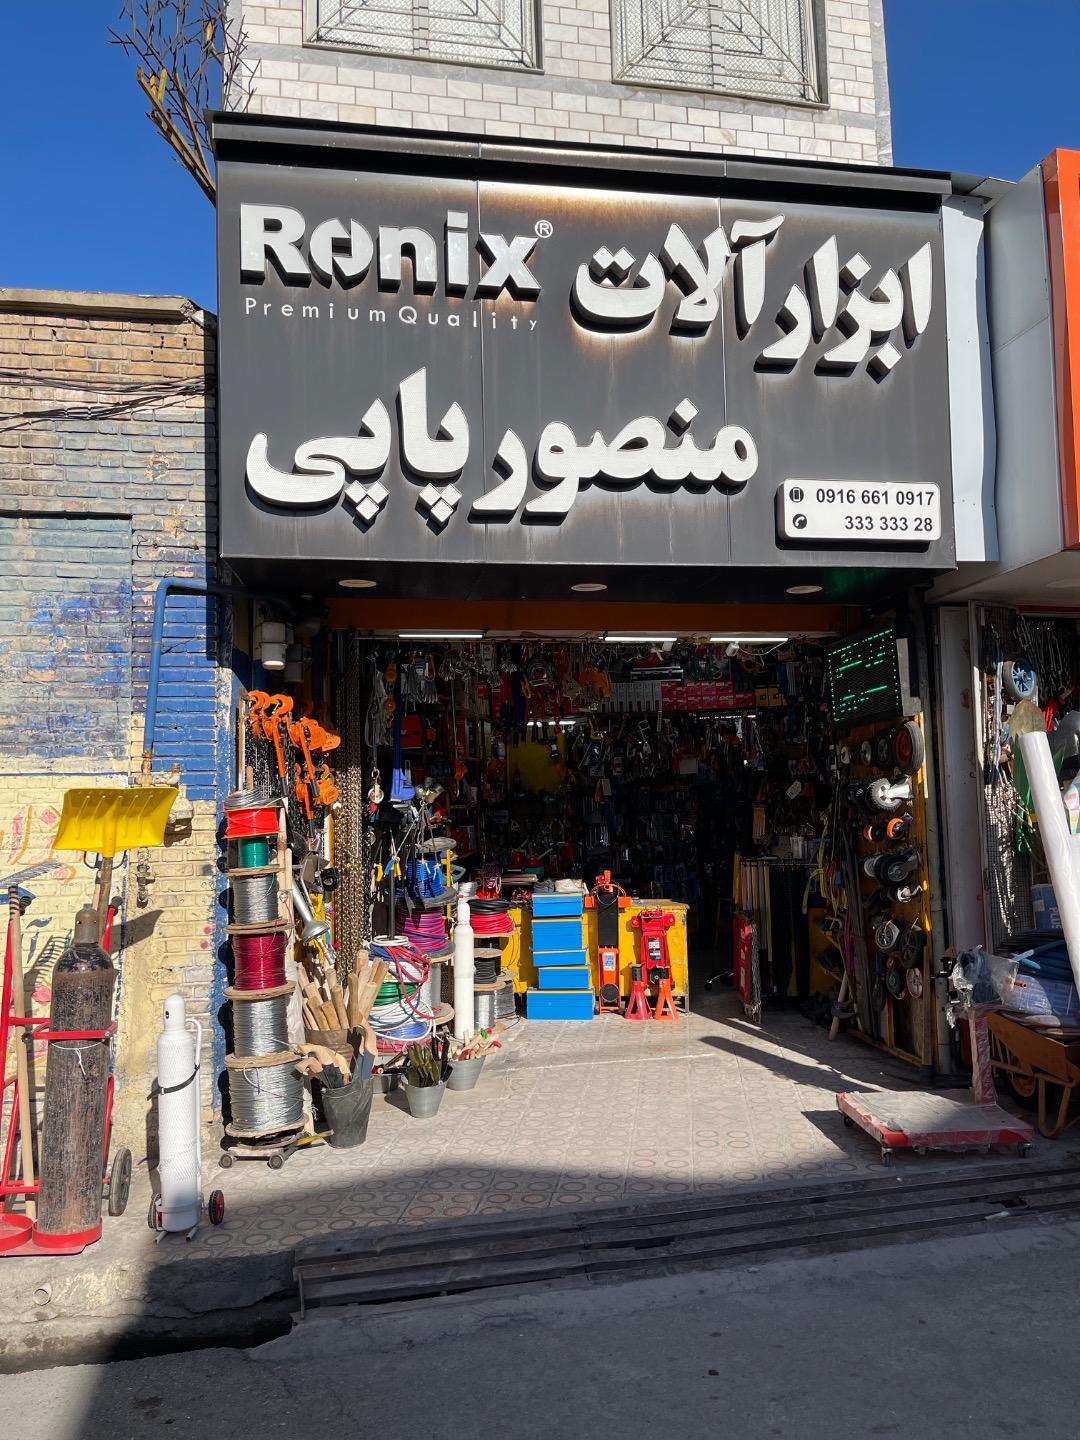 Ronix®
Premium Quality
ابزار آلات
منصور پاپی
0916 661 0917
333 333 28